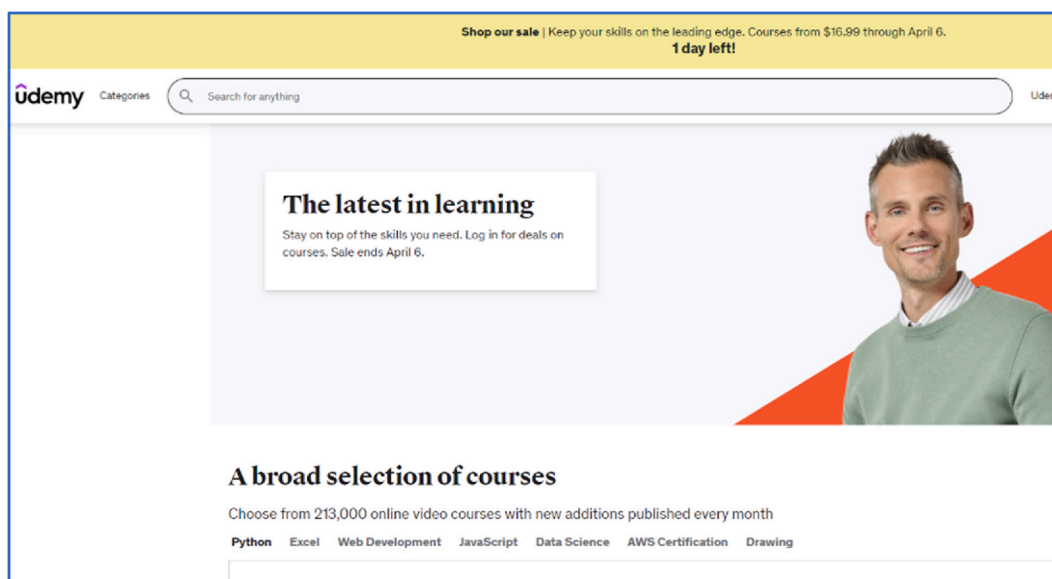 Shop our sale | Keep your skills on the leading edge. Courses from $16.99 through April 6.
1 day left!
udemy
Categories
Search for anything
The latest in learning
Stay on top of the skills you need. Log in for deals on
courses. Sale ends April 6.
A broad selection of courses
Choose from 213,000 online video courses with new additions published every month
Python Excel Web Development JavaScript Data Science AWS Certification Drawing